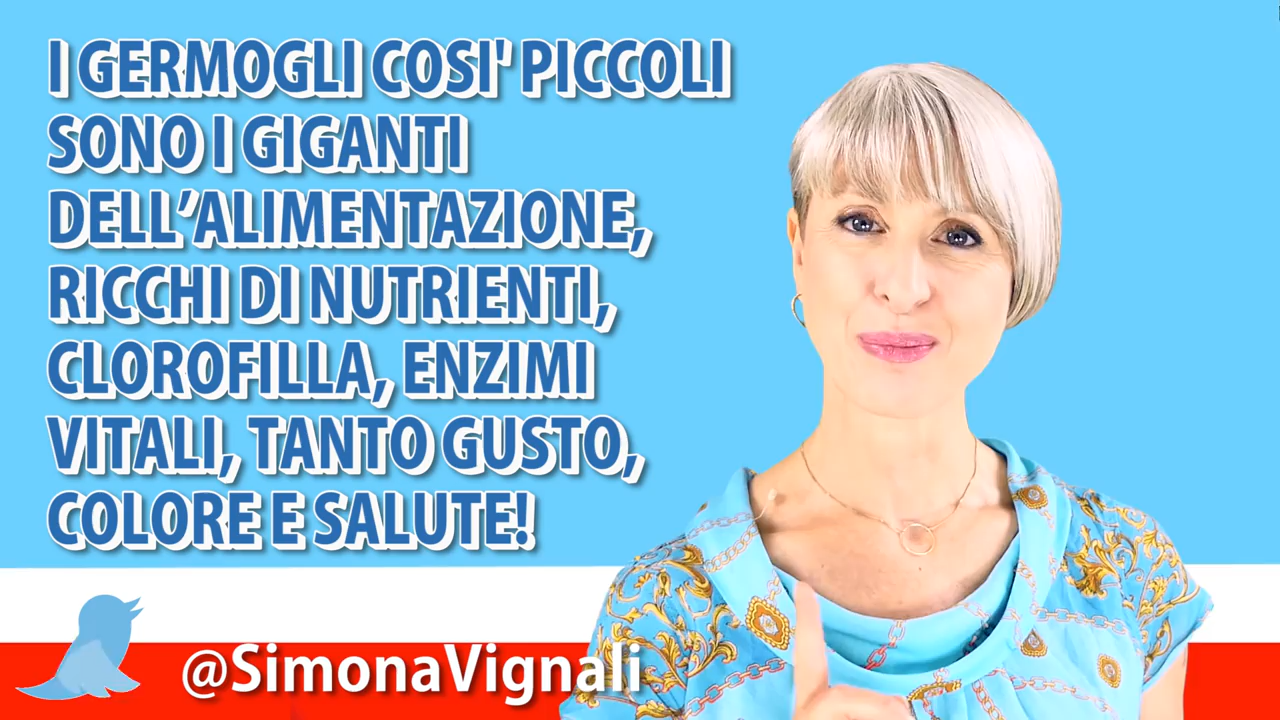 I GERMOGLI COSI' PICCOLI
SONO I GIGANTI
DELL’ALIMENTAZIONE,
RICCHI DI NUTRIENTI,
CLOROFILLA, ENZIMI
VITALI, TANTO GUSTO,
COLORE E SALUTE!
@SimonaVignali